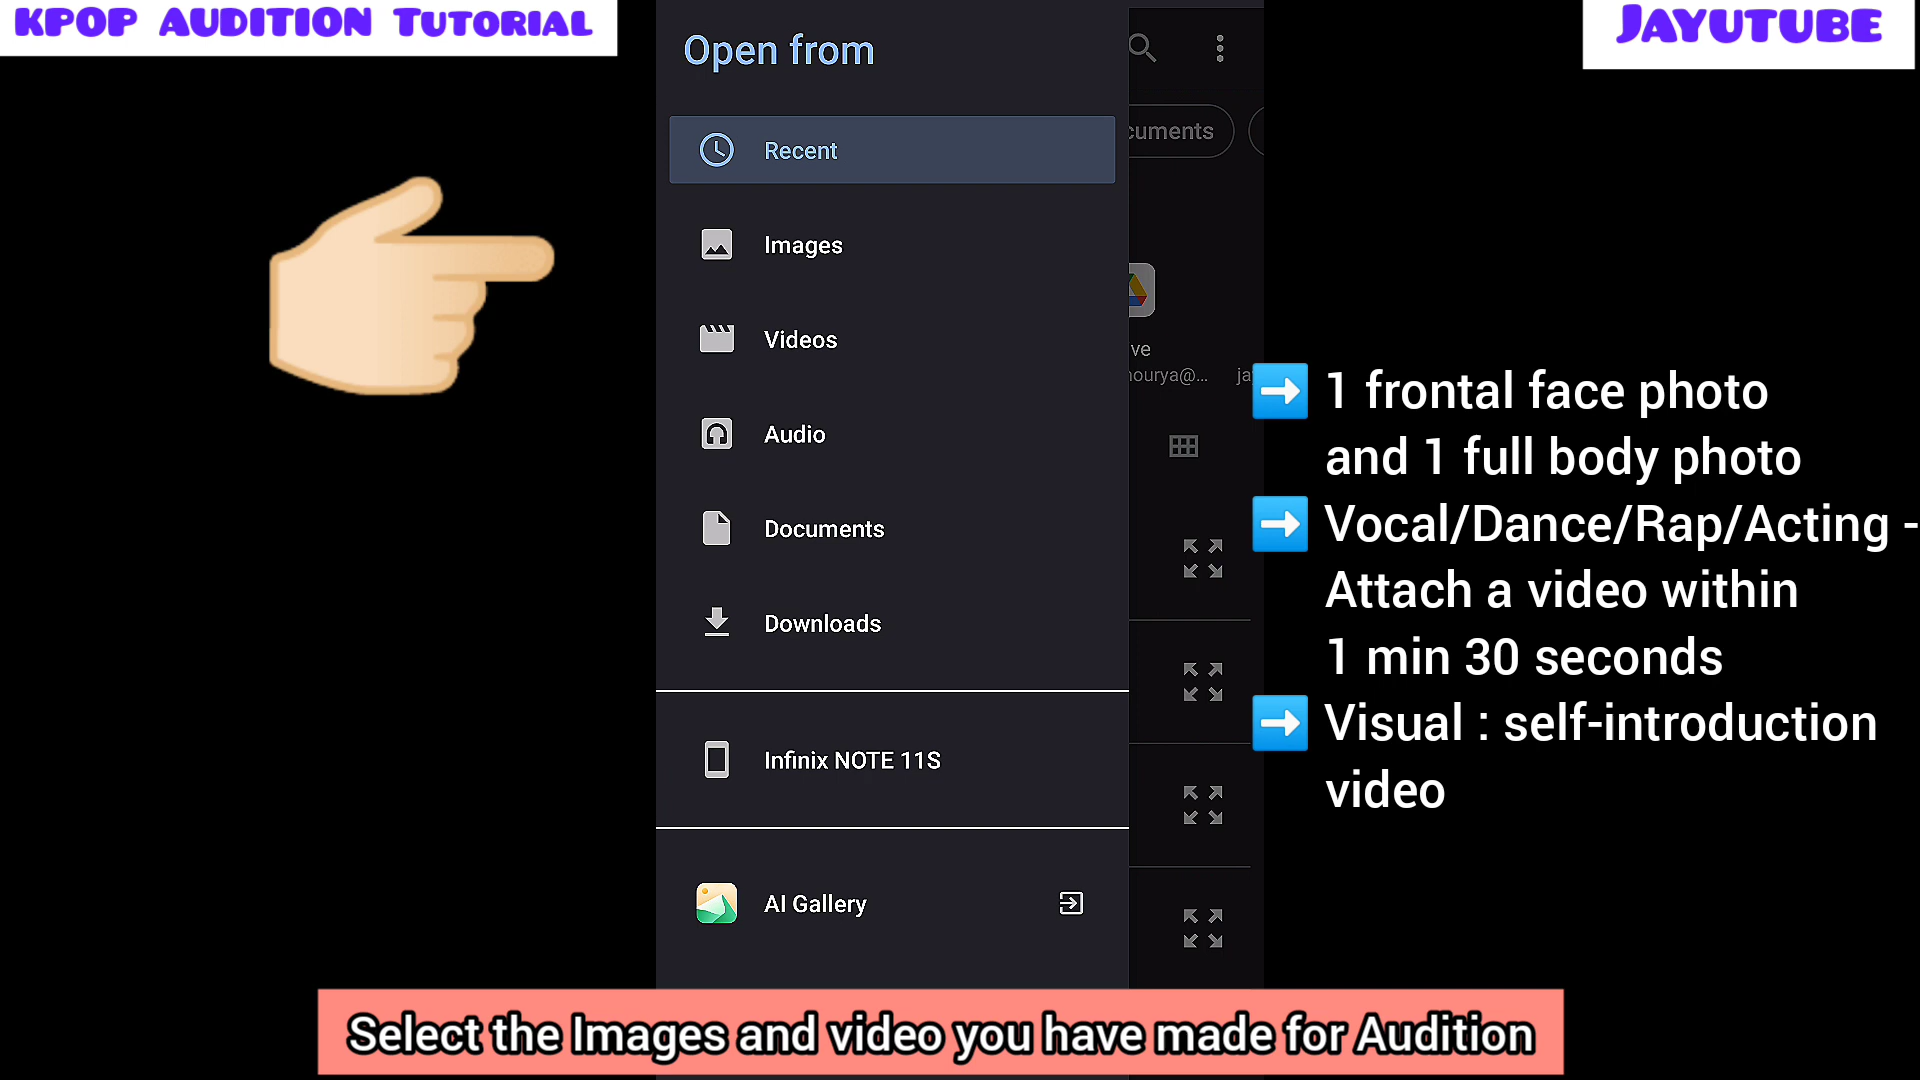 KPOP AUDITION TUTORIAL
JAYUTUBE
Open from
Recent
Images
Videos
Audio
Documents
Downloads
Infinix NOTE 11S
AI Gallery
cuments
ve
ourya@...
ja
1 frontal face photo
and 1 full body photo
Vocal/Dance/Rap/Acting -
Attach a video within
1 min 30 seconds
Visual : self-introduction
video
Select the Images and video you have made for Audition